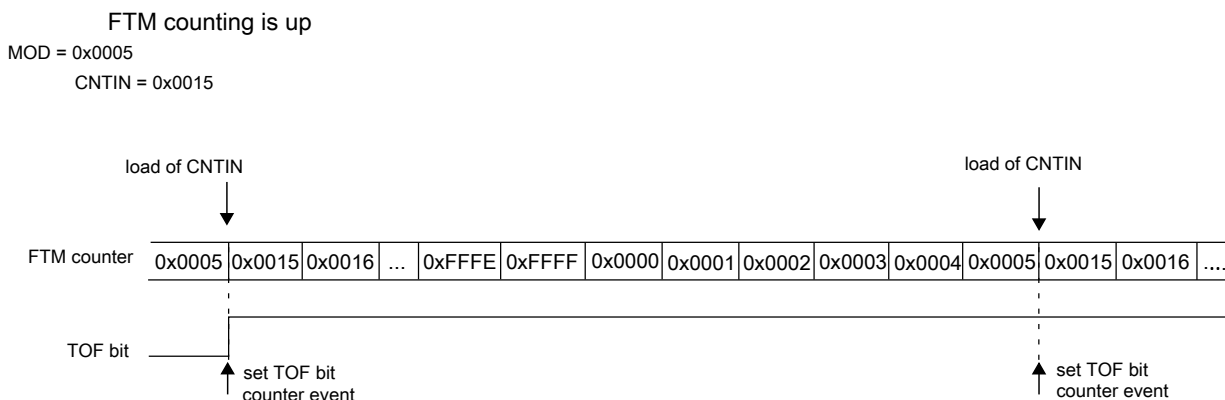 FTM counting is up
MOD = 0x0005
CNTIN = 0x0015
load of CNTIN load of CNTIN
FTM counter 0x0005 0x0015 0x0016 ... 0xFFFE 0xFFFF 0x0000 0x0001 0x0002 0x0003 0x0004 0x0005 0x0015 0x0016 ....
TOF bit
set TOF bit set TOF bit
counter event counter event